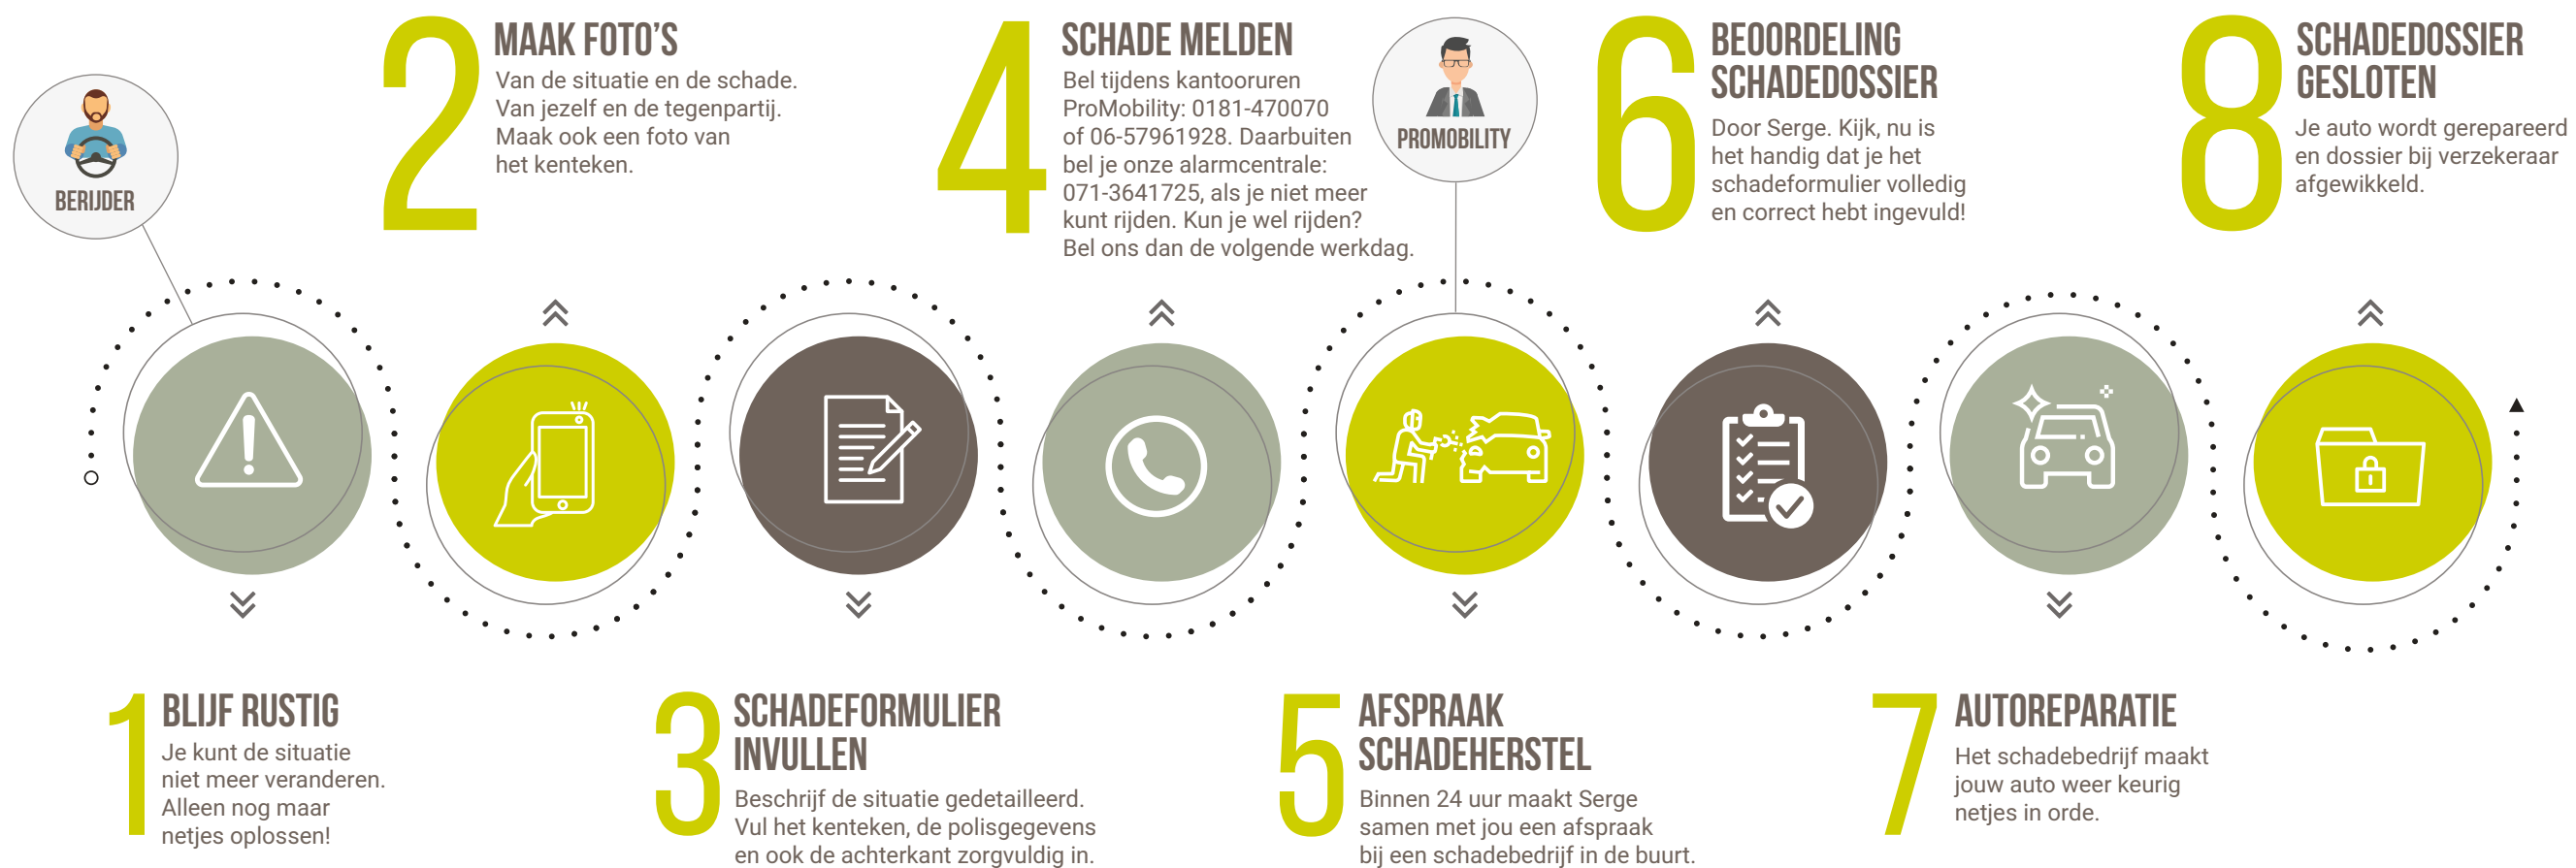 BERIJDER
1
BLIJF RUSTIG
Je kunt de situatie
niet meer veranderen.
Alleen nog maar
netjes oplossen!
2
MAAK FOTO'S
Van de situatie en de schade.
Van jezelf en de tegenpartij.
Maak ook een foto van
het kenteken.
3
SCHADEFORMULIER
INVULLEN
Beschrijf de situatie gedetailleerd.
Vul het kenteken, de polisgegevens
en ook de achterkant zorgvuldig in.
4
SCHADE MELDEN
Bel tijdens kantooruren
ProMobility: 0181-470070
of 06-57961928. Daarbuiten
bel je onze alarmcentrale:
071-3641725, als je niet meer
kunt rijden. Kun je wel rijden?
Bel ons dan de volgende werkdag.
PROMOBILITY
5
AFSPRAAK
SCHADEHERSTEL
Binnen 24 uur maakt Serge
samen met jou een afspraak
bij een schadebedrijf in de buurt.
6
BEOORDELING
SCHADEDOSSIER
Door Serge. Kijk, nu is
het handig dat je het
schadeformulier volledig
en correct hebt ingevuld!
7
AUTOREPARATIE
Het schadebedrijf maakt
jouw auto weer keurig
netjes in orde.
8
SCHADEDOSSIER
GESLOTEN
Je auto wordt gerepareerd
en dossier bij verzekeraar
afgewikkeld.